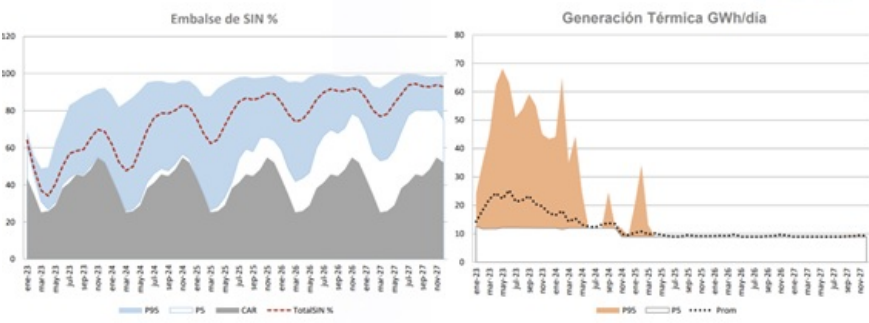 Embalse de SIN %
120
100
80
60
40
20
0
ene-23
mar-23
may-23
jul-23
sep-23
nov-23
ene-24
mar-24
may-24
jul-24
sep-24
nov-24
ene-25
mar-25
may-25
jul-25
sep-25
nov-25
ene-26
mar-26
may-26
jul-26
sep-26
nov-26
ene-27
mar-27
may-27
jul-27
sep-27
nov-27
P95 P5 CAR TotalSIN %
Generación Térmica GWh/día
80
70
60
50
40
30
20
10
0
ene-23
mar-23
may-23
jul-23
sep-23
nov-23
ene-24
mar-24
may-24
jul-24
sep-24
nov-24
ene-25
mar-25
may-25
jul-25
sep-25
nov-25
ene-26
mar-26
may-26
jul-26
sep-26
nov-26
ene-27
mar-27
may-27
jul-27
sep-27
nov-27
P95 P5 Prom